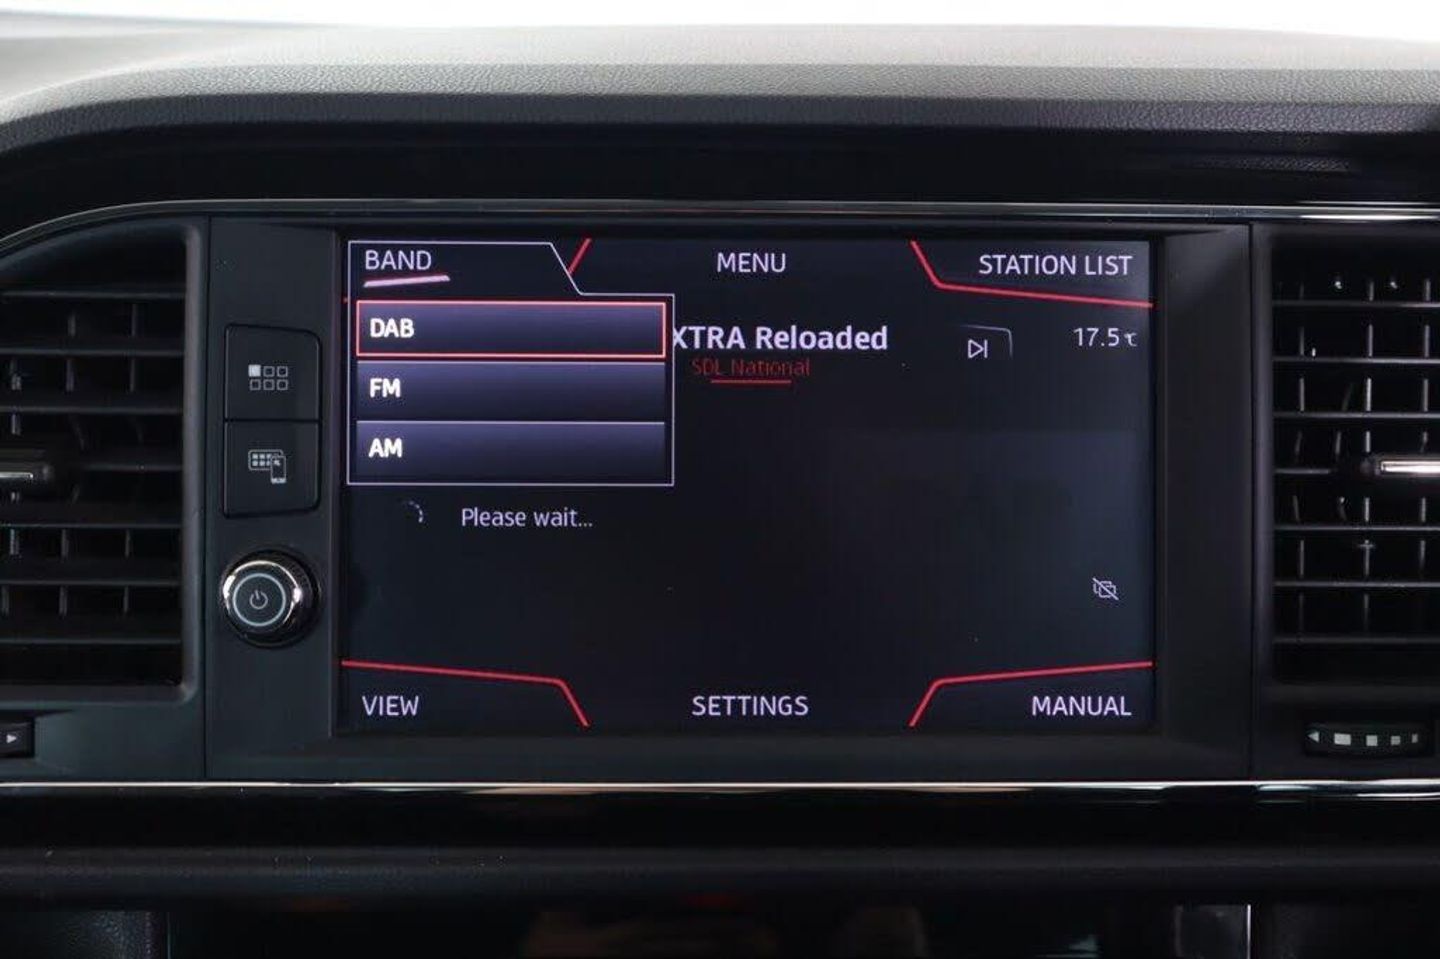 BAND
MENU
STATION LIST
DAB
XTRA Reloaded
17.5 °C
SDL National
FM
AM
Please wait...
VIEW
SETTINGS
MANUAL